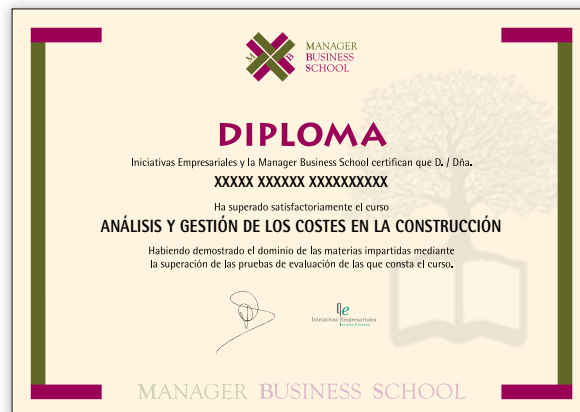 M B
MANAGER
BUSINESS
SCHOOL
DIPLOMA
Iniciativas Empresariales y la Manager Business School certifican que D. / Dña.
XXXXX XXXXXX XXXXXXXXXX
Ha superado satisfactoriamente el curso
ANÁLISIS Y GESTIÓN DE LOS COSTES EN LA CONSTRUCCIÓN
Habiendo demostrado el dominio de las materias impartidas mediante
la superación de las pruebas de evaluación de las que consta el curso.
Iniciativas Empresariales
MANAGER BUSINESS SCHOOL